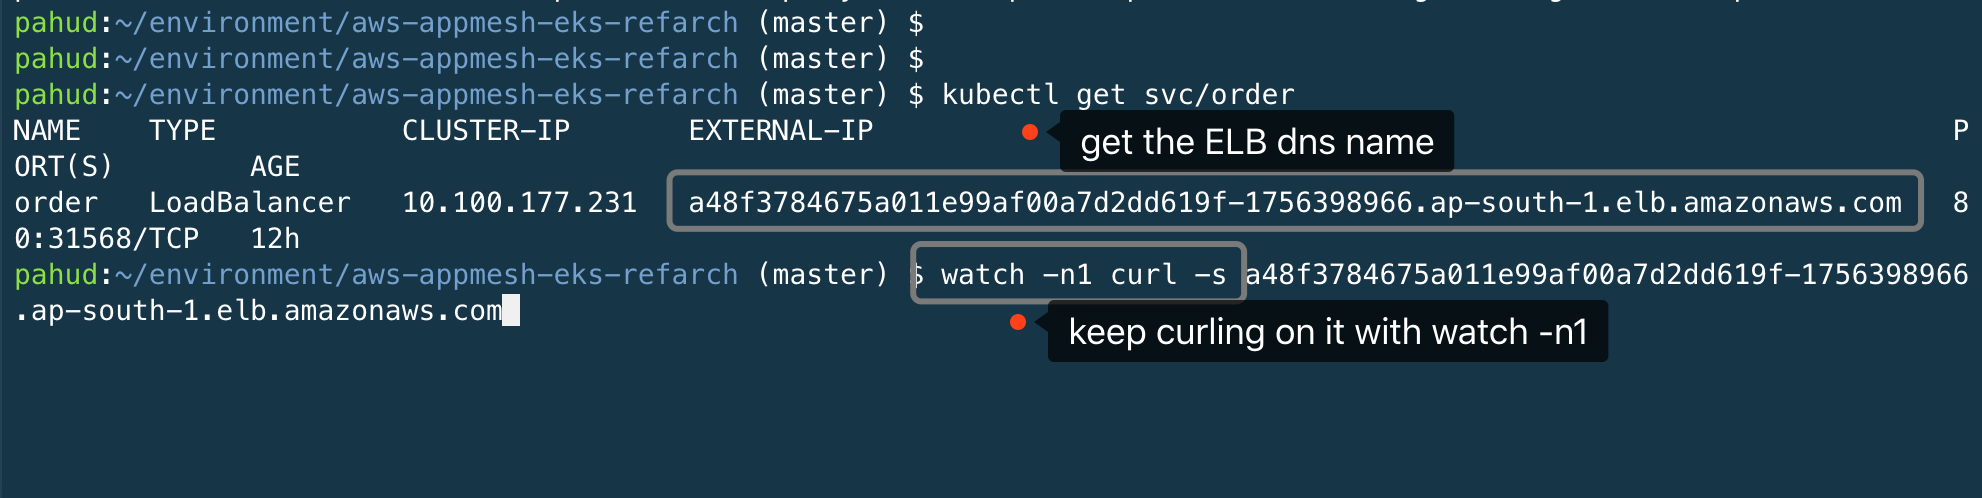 pahud:~/environment/aws-appmesh-eks-refarch (master) $
pahud:~/environment/aws-appmesh-eks-refarch (master) $
pahud:~/environment/aws-appmesh-eks-refarch (master) $ kubectl get svc/order
NAME TYPE CLUSTER-IP EXTERNAL-IP P
get the ELB dns name
ORT(S) AGE
order LoadBalancer 10.100.177.231 a48f3784675a011e99af00a7d2dd619f-1756398966.ap-south-1.elb.amazonaws.com 8
0:31568/TCP 12h
pahud:~/environment/aws-appmesh-eks-refarch (master) $ watch -n1 curl -s a48f3784675a011e99af00a7d2dd619f-1756398966
.ap-south-1.elb.amazonaws.com
keep curling on it with watch -n1